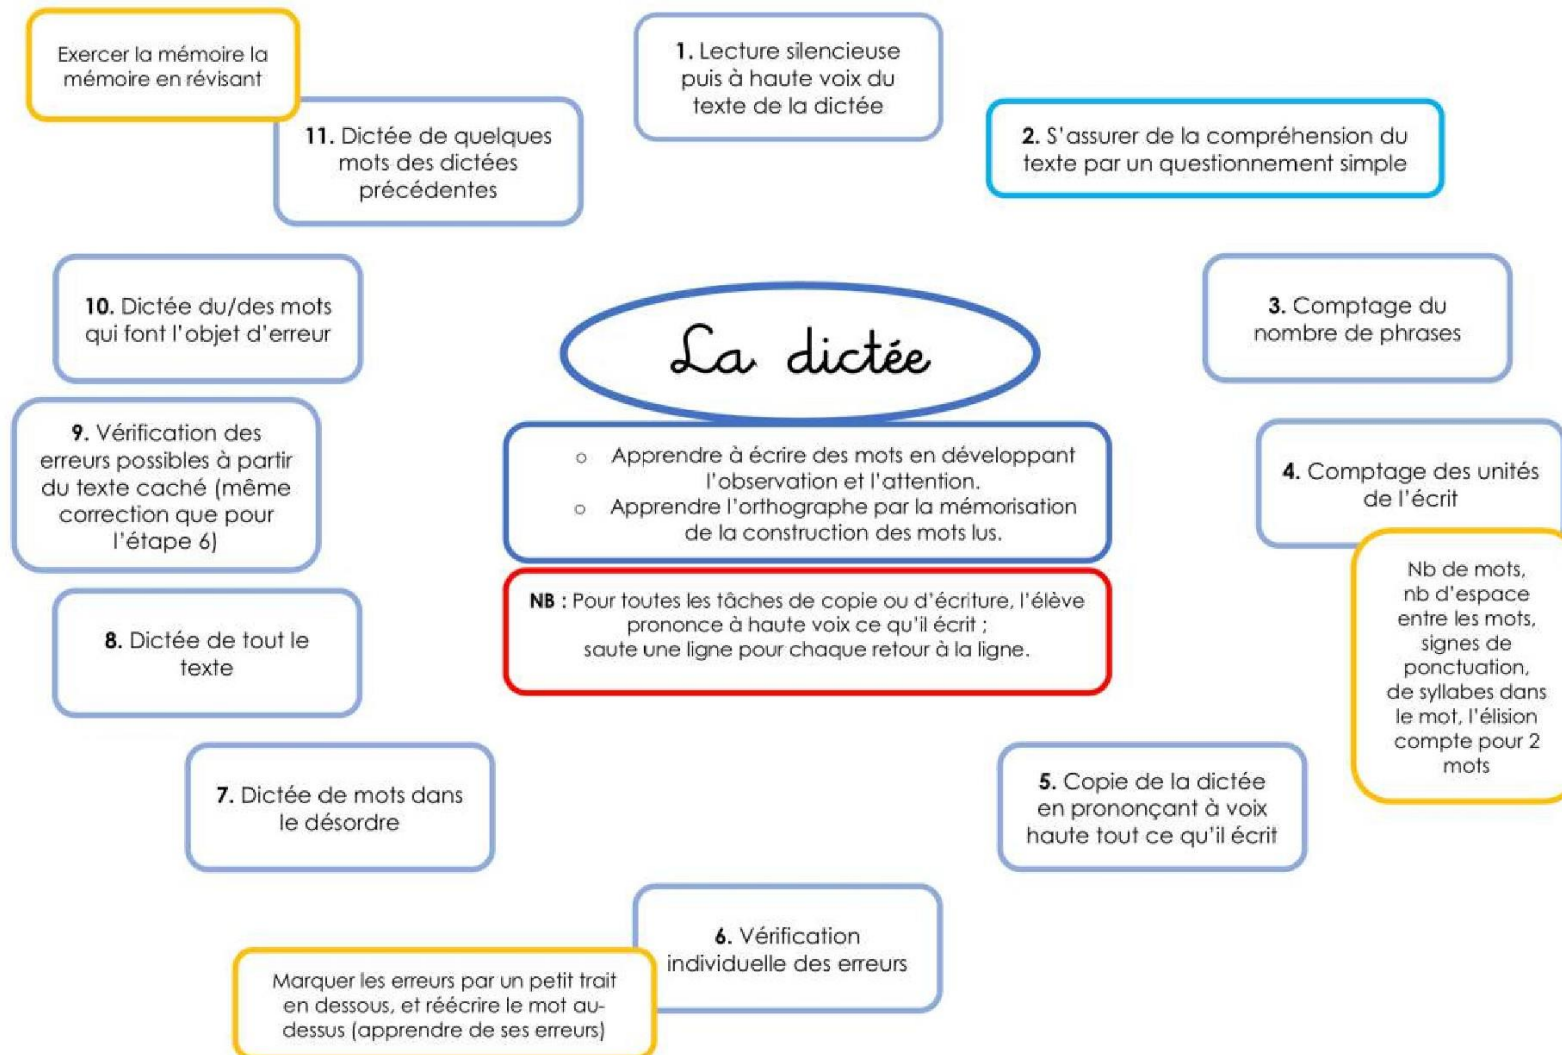 La dictée
○ Apprendre à écrire des mots en développant
l'observation et l'attention.
○ Apprendre l'orthographe par la mémorisation
de la construction des mots lus.
NB : Pour toutes les tâches de copie ou d'écriture, l'élève
prononce à haute voix ce qu'il écrit ;
saute une ligne pour chaque retour à la ligne.
1. Lecture silencieuse
puis à haute voix du
texte de la dictée
2. S'assurer de la compréhension du
texte par un questionnement simple
3. Comptage du
nombre de phrases
4. Comptage des unités
de l'écrit
Nb de mots,
nb d'espace
entre les mots,
signes de
ponctuation,
de syllabes dans
le mot, l'élision
compte pour 2
mots
5. Copie de la dictée
en prononçant à voix
haute tout ce qu'il écrit
6. Vérification
individuelle des erreurs
Marquer les erreurs par un petit trait
en dessous, et réécrire le mot au-
dessus (apprendre de ses erreurs)
7. Dictée de mots dans
le désordre
8. Dictée de tout le
texte
9. Vérification des
erreurs possibles à partir
du texte caché (même
correction que pour
l'étape 6)
10. Dictée du/des mots
qui font l'objet d'erreur
11. Dictée de quelques
mots des dictées
précédentes
Exercer la mémoire la
mémoire en révisant